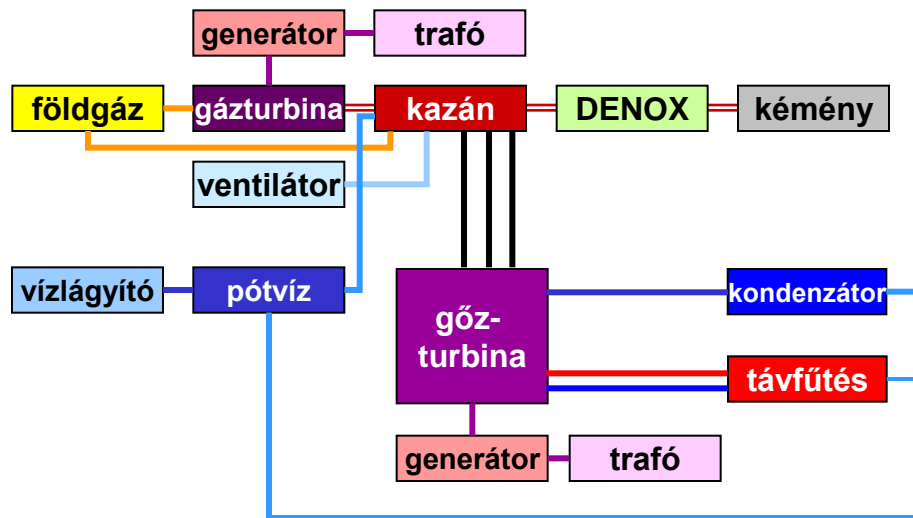 generátor
trafó
földgáz
gázturbina
kazán
DENOX
kémény
ventilátor
vízlágyító
pótvíz
gőz-
turbina
kondenzátor
távfűtés
generátor
trafó